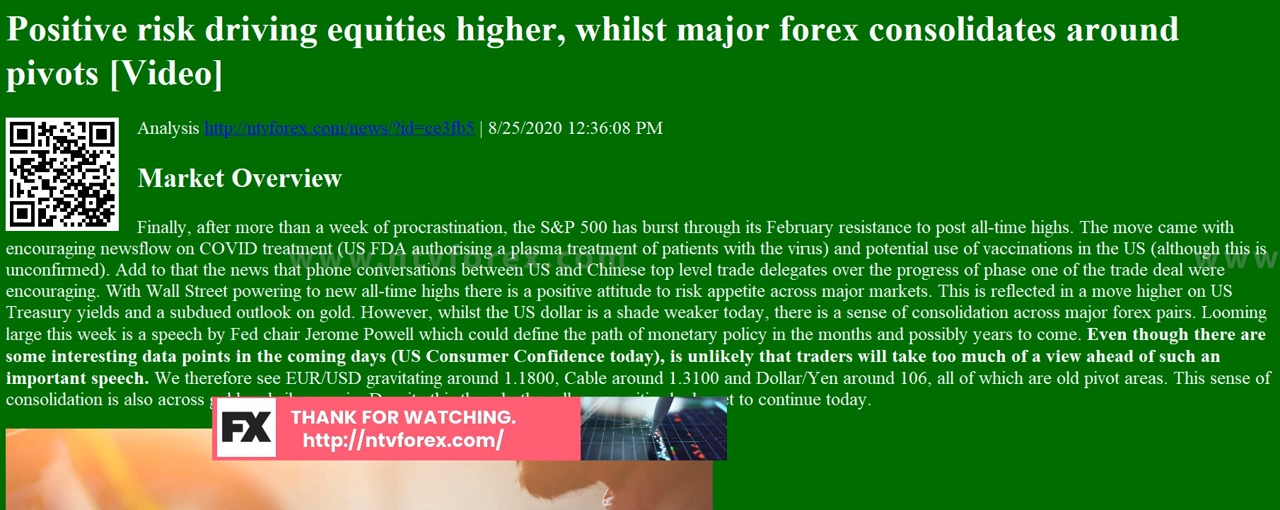 Positive risk driving equities higher, whilst major forex consolidates around
pivots [Video]
Analysis http://ntvforex.com/news/?id=ce3fb5 | 8/25/2020 12:36:08 PM
Market Overview
Finally, after more than a week of procrastination, the S&P 500 has burst through its February resistance to post all-time highs. The move came with
encouraging newsflow on COVID treatment (US FDA authorising a plasma treatment of patients with the virus) and potential use of vaccinations in the US (although this is
unconfirmed). Add to that the news that phone conversations between US and Chinese top level trade delegates over the progress of phase one of the trade deal were
encouraging. With Wall Street powering to new all-time highs there is a positive attitude to risk appetite across major markets. This is reflected in a move higher on US
Treasury yields and a subdued outlook on gold. However, whilst the US dollar is a shade weaker today, there is a sense of consolidation across major forex pairs. Looming
large this week is a speech by Fed chair Jerome Powell which could define the path of monetary policy in the months and possibly years to come. Even though there are
some interesting data points in the coming days (US Consumer Confidence today), is unlikely that traders will take too much of a view ahead of such an
important speech. We therefore see EUR/USD gravitating around 1.1800, Cable around 1.3100 and Dollar/Yen around 106, all of which are old pivot areas. This sense of
consolidation is also across to continue today.
www.ntvforex.com
www
FX
THANK FOR WATCHING.
http://ntvforex.com/